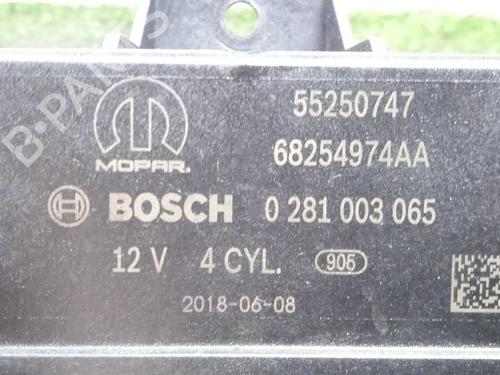 B-PARTS
55250747
MOPAR. 68254974AA
BOSCH 0 281 003 065
12 V 4 CYL. 905
2018-06-08